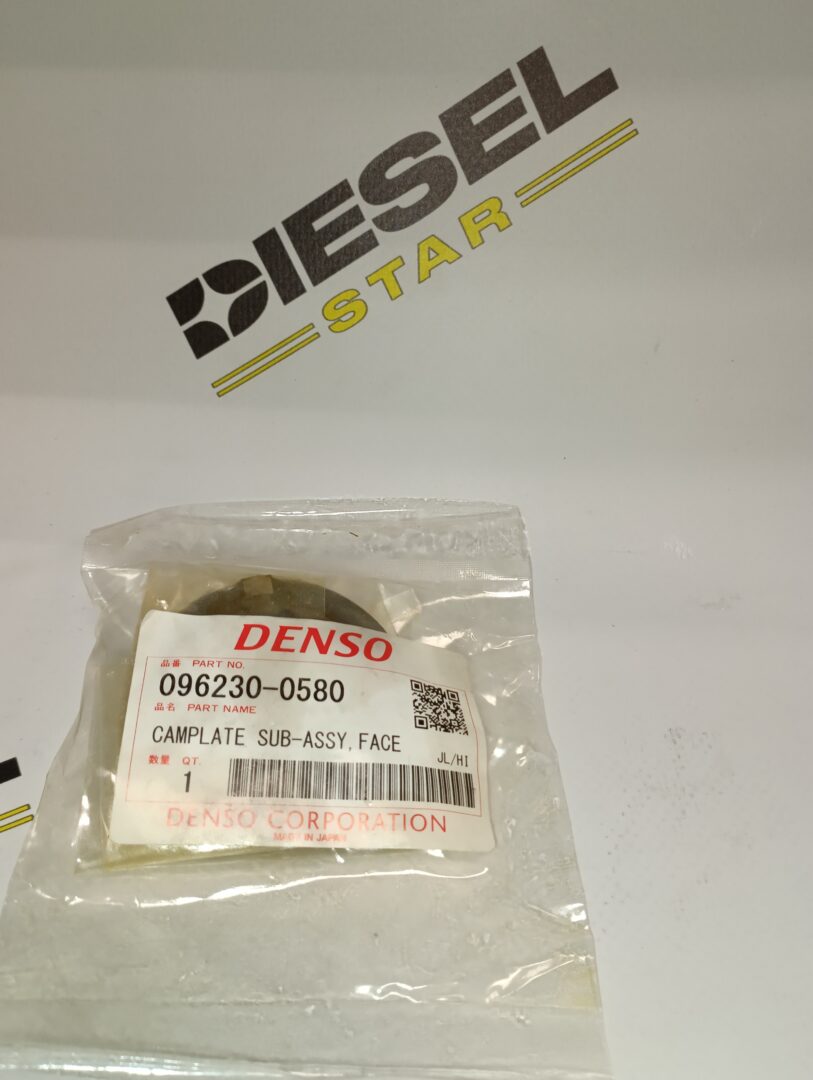 DIESEL
STAR
DENSO
品番 PART NO.
096230-0580
品名 PART NAME
CAMPLATE SUB-ASSY,FACE
JL/HI
数量 QT.
1
DENSO CORPORATION
MADE IN JAPAN